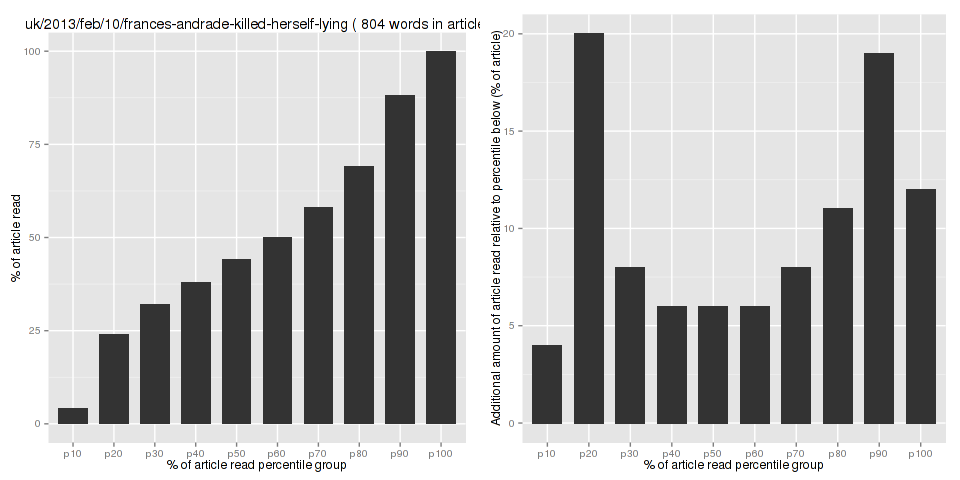 uk/2013/feb/10/frances-andrade-killed-herself-lying ( 804 words in article
% of article read
100
75
50
25
0
p10 p20 p30 p40 p50 p60 p70 p80 p90 p100
% of article read percentile group
Additional amount of article read relative to percentile below (% of article)
20
15
10
5
0
p10 p20 p30 p40 p50 p60 p70 p80 p90 p100
% of article read percentile group